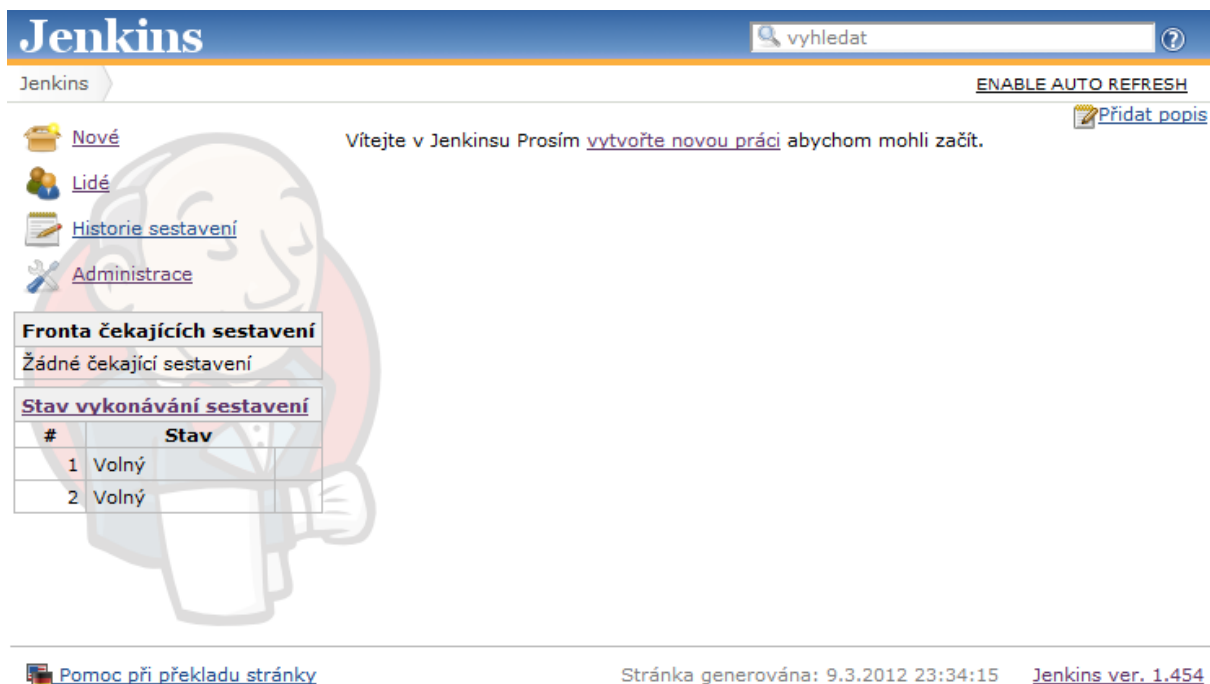 Jenkins
vyhledat
?
Jenkins
ENABLE AUTO REFRESH
Přidat popis
Nové
Vítejte v Jenkinsu Prosím vytvořte novou práci abychom mohli začít.
Lidé
Historie sestavení
Administrace
Fronta čekajících sestavení
Žádné čekající sestavení
Stav vykonávání sestavení
# Stav
1 Volný
2 Volný
Pomoc při překladu stránky
Stránka generována: 9.3.2012 23:34:15 Jenkins ver. 1.454